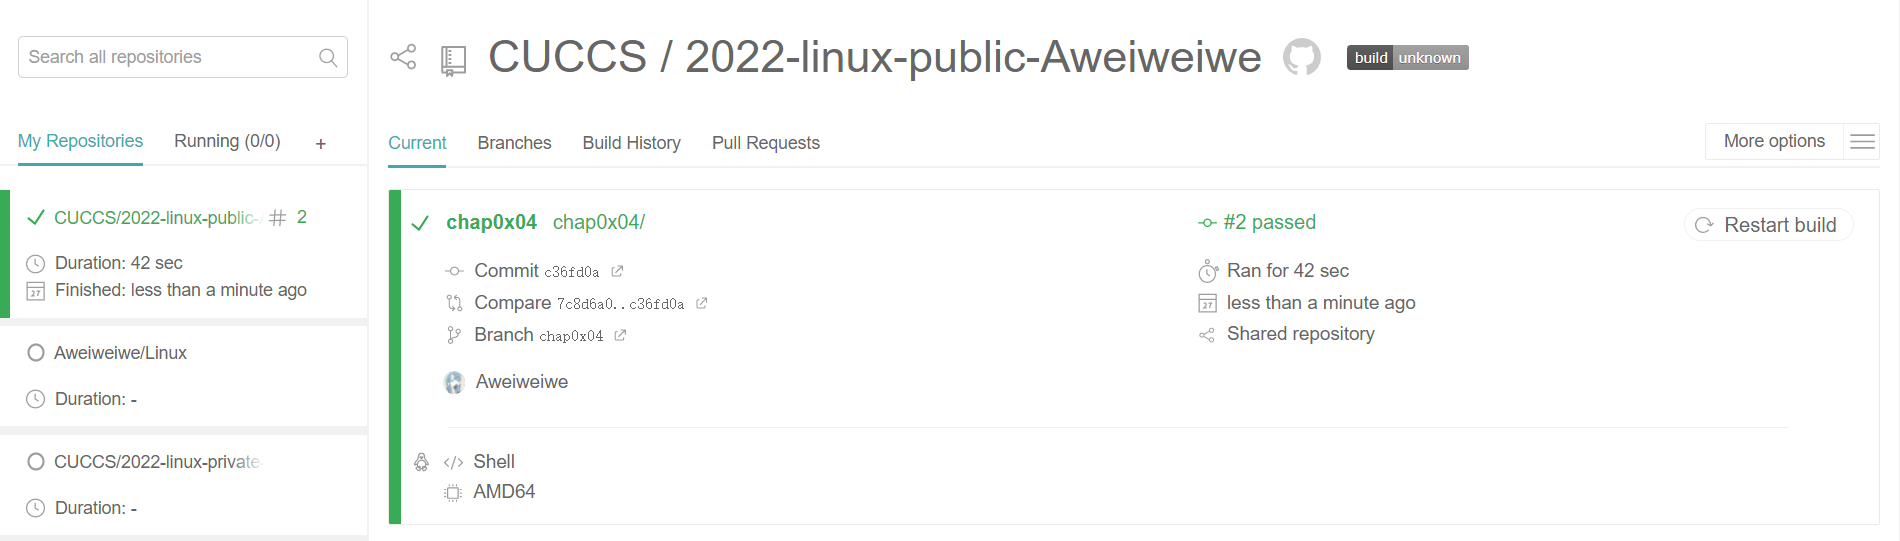 Search all repositories
My Repositories Running (0/0) +
CUCCS/2022-linux-public- # 2
Duration: 42 sec
27 Finished: less than a minute ago
Aweiweiwe/Linux
Duration: -
CUCCS/2022-linux-private-
Duration: -
CUCCS / 2022-linux-public-Aweiweiwe build unknown
Current Branches Build History Pull Requests More options
chap0x04 chap0x04/ #2 passed Restart build
Commit c36fd0a Ran for 42 sec
Compare 7c8d6a0..c36fd0a 27 less than a minute ago
Branch chap0x04 Shared repository
Aweiweiwe
</> Shell
AMD64